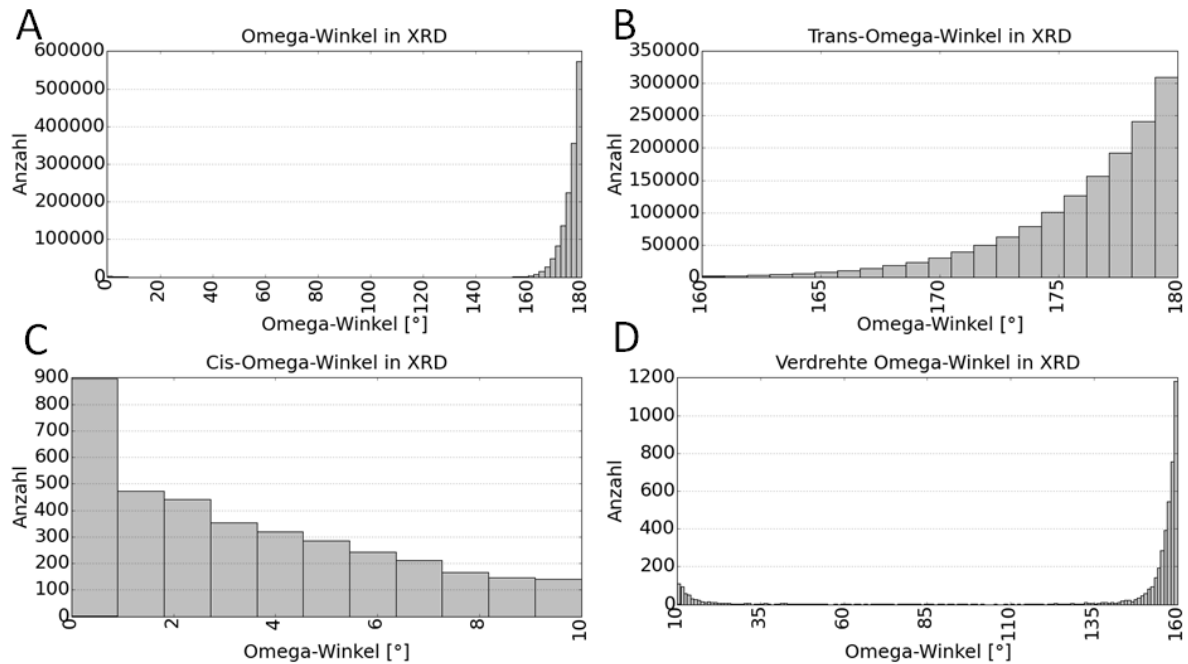 A
Omega-Winkel in XRD
600000
500000
400000
300000
200000
100000
0
Anzahl
0 20 40 60 80 100 120 140 160 180
Omega-Winkel [°]
B
Trans-Omega-Winkel in XRD
350000
300000
250000
200000
150000
100000
50000
0
Anzahl
160 165 170 175 180
Omega-Winkel [°]
C
Cis-Omega-Winkel in XRD
900
800
700
600
500
400
300
200
100
0
Anzahl
0 2 4 6 8 10
Omega-Winkel [°]
D
Verdrehte Omega-Winkel in XRD
1200
1000
800
600
400
200
0
Anzahl
10 35 60 85 110 135 160
Omega-Winkel [°]